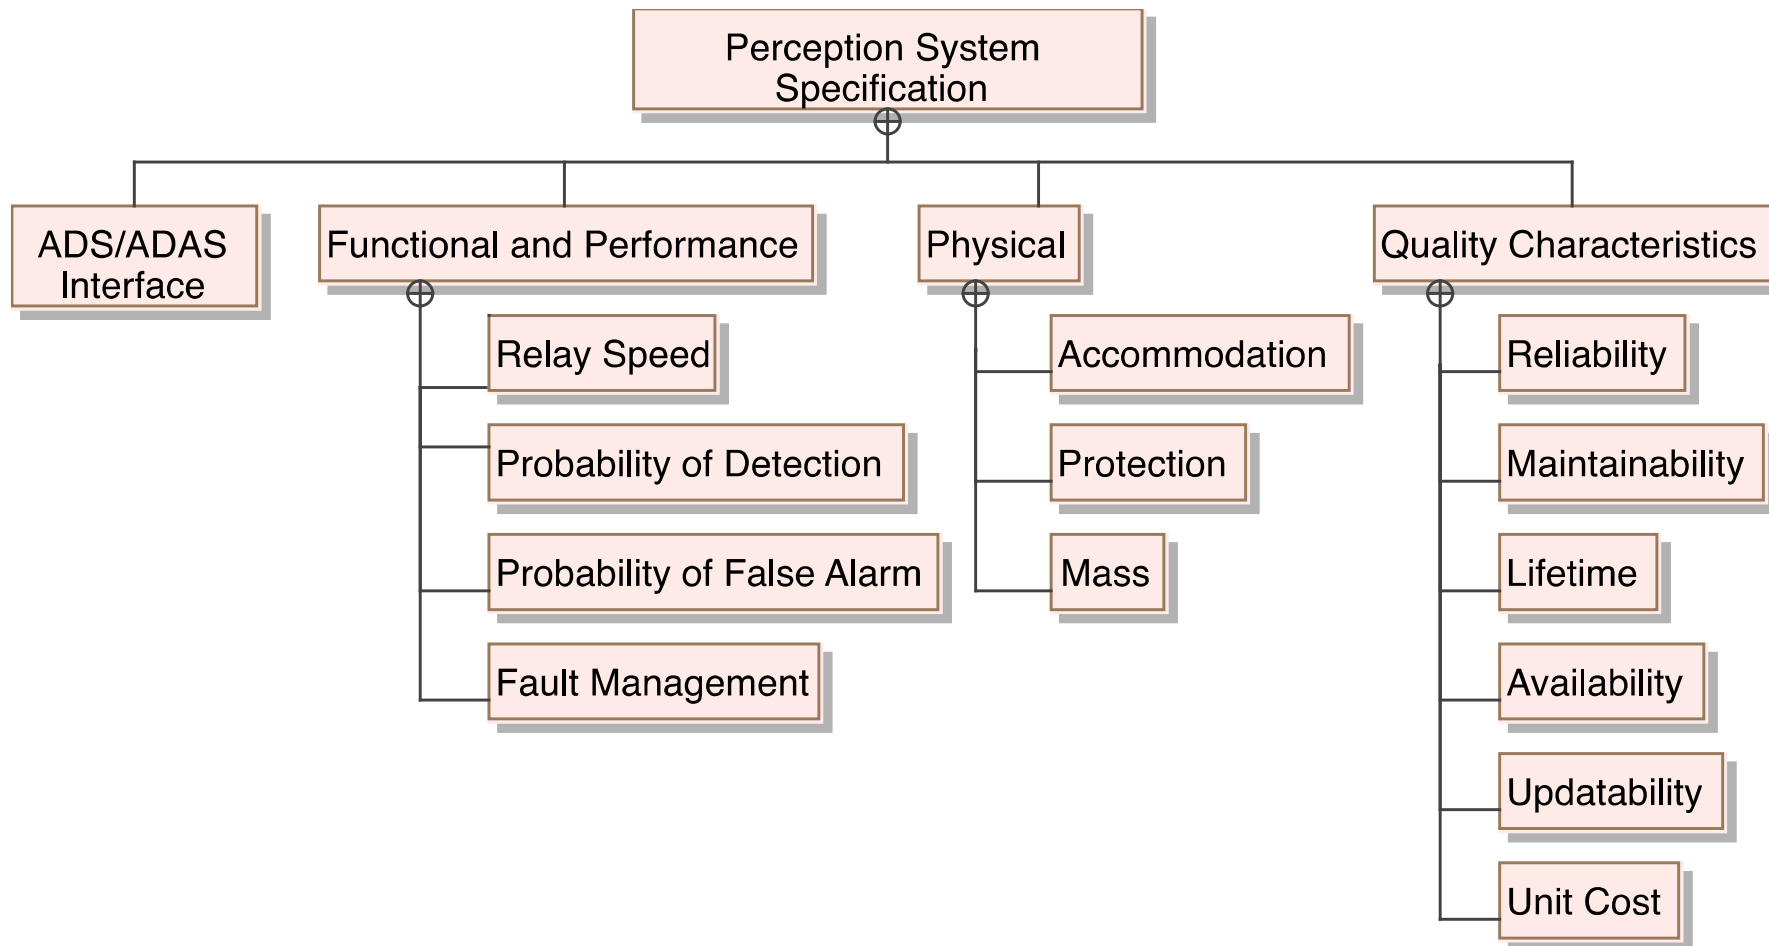 Perception System
Specification
ADS/ADAS
Interface
Functional and Performance
Physical
Quality Characteristics
Relay Speed
Accommodation
Reliability
Probability of Detection
Protection
Maintainability
Probability of False Alarm
Mass
Lifetime
Fault Management
Availability
Updatability
Unit Cost